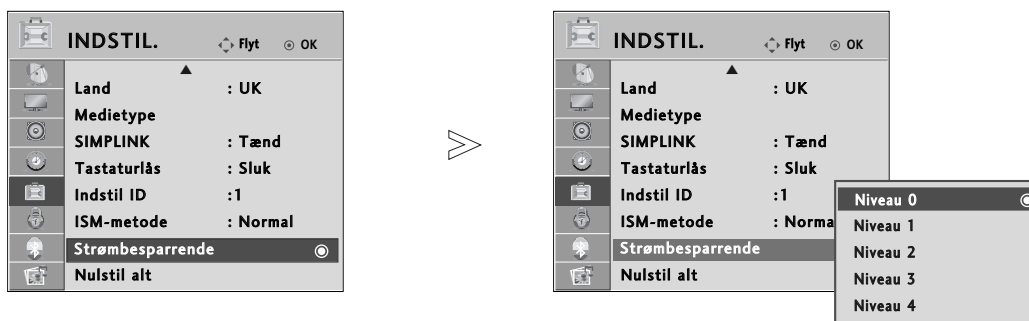 INDSTIL. Flyt OK
Land : UK
Medietype
SIMPLINK : Tænd
Tastaturlås : Sluk
Indstil ID :1
ISM-metode : Normal
Strømbesparrende
Nulstil alt
INDSTIL. Flyt OK
Land : UK
Medietype
SIMPLINK : Tænd
Tastaturlås : Sluk
Indstil ID :1
ISM-metode : Norma
Strømbesparrende
Nulstil alt
Niveau 0
Niveau 1
Niveau 2
Niveau 3
Niveau 4